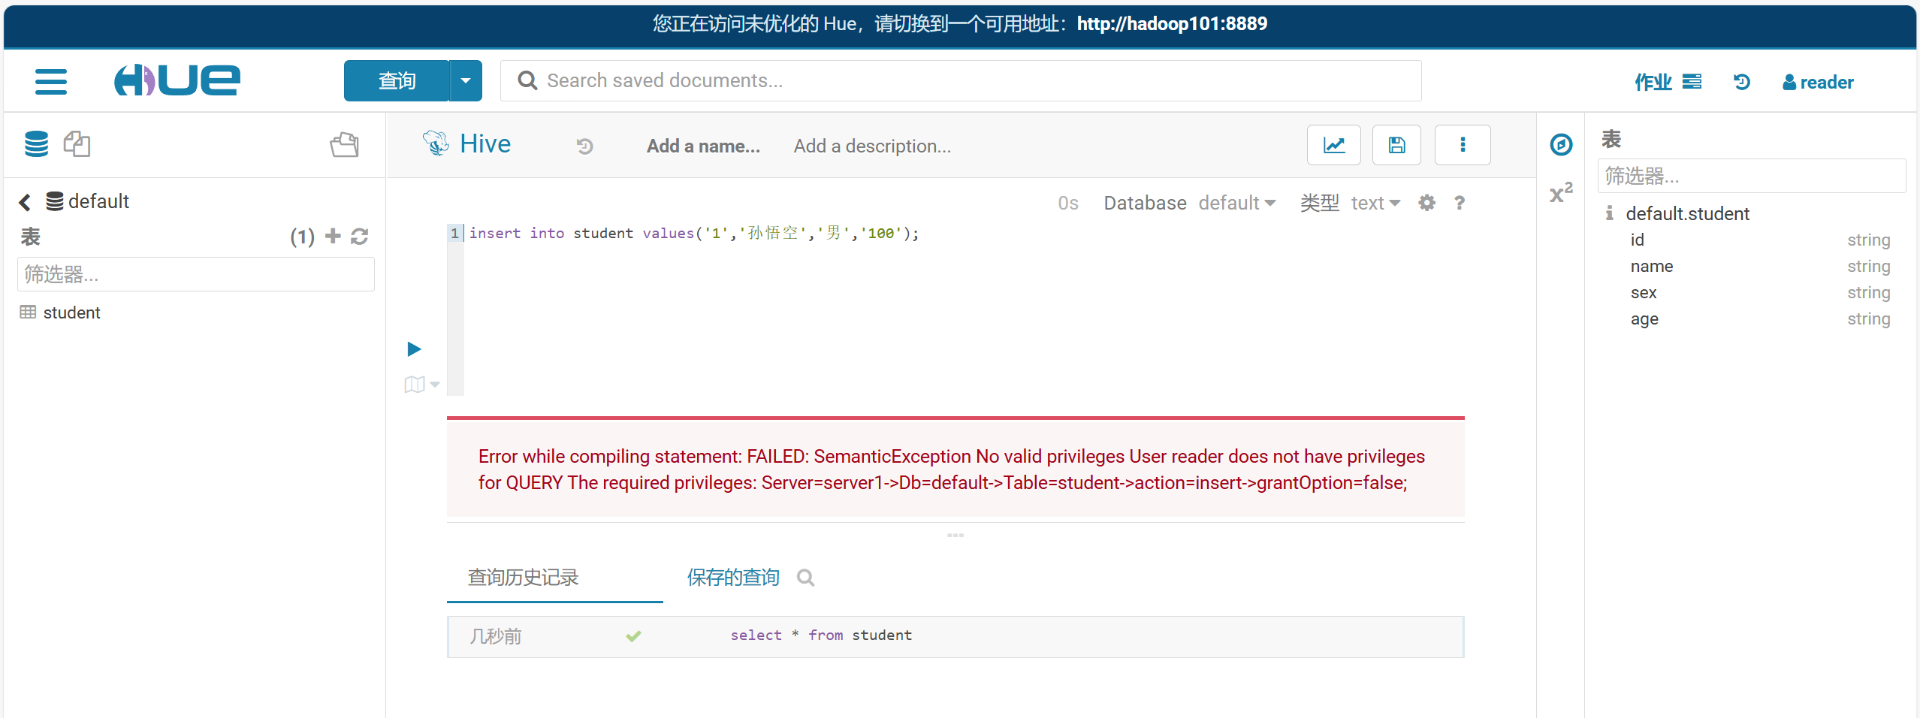 您正在访问未优化的 Hue，请切换到一个可用地址：http://hadoop101:8889
HUE
查询
Search saved documents...
作业
reader
default
表
(1)
筛选器...
student
Hive
Add a name...
Add a description...
0s
Database
default
类型
text
?
1
insert into student values('1','孙悟空','男','100');
Error while compiling statement: FAILED: SemanticException No valid privileges User reader does not have privileges
for QUERY The required privileges: Server=server1->Db=default->Table=student->action=insert->grantOption=false;
查询历史记录
保存的查询
几秒前
select * from student
x²
表
筛选器...
default.student
id string
name string
sex string
age string